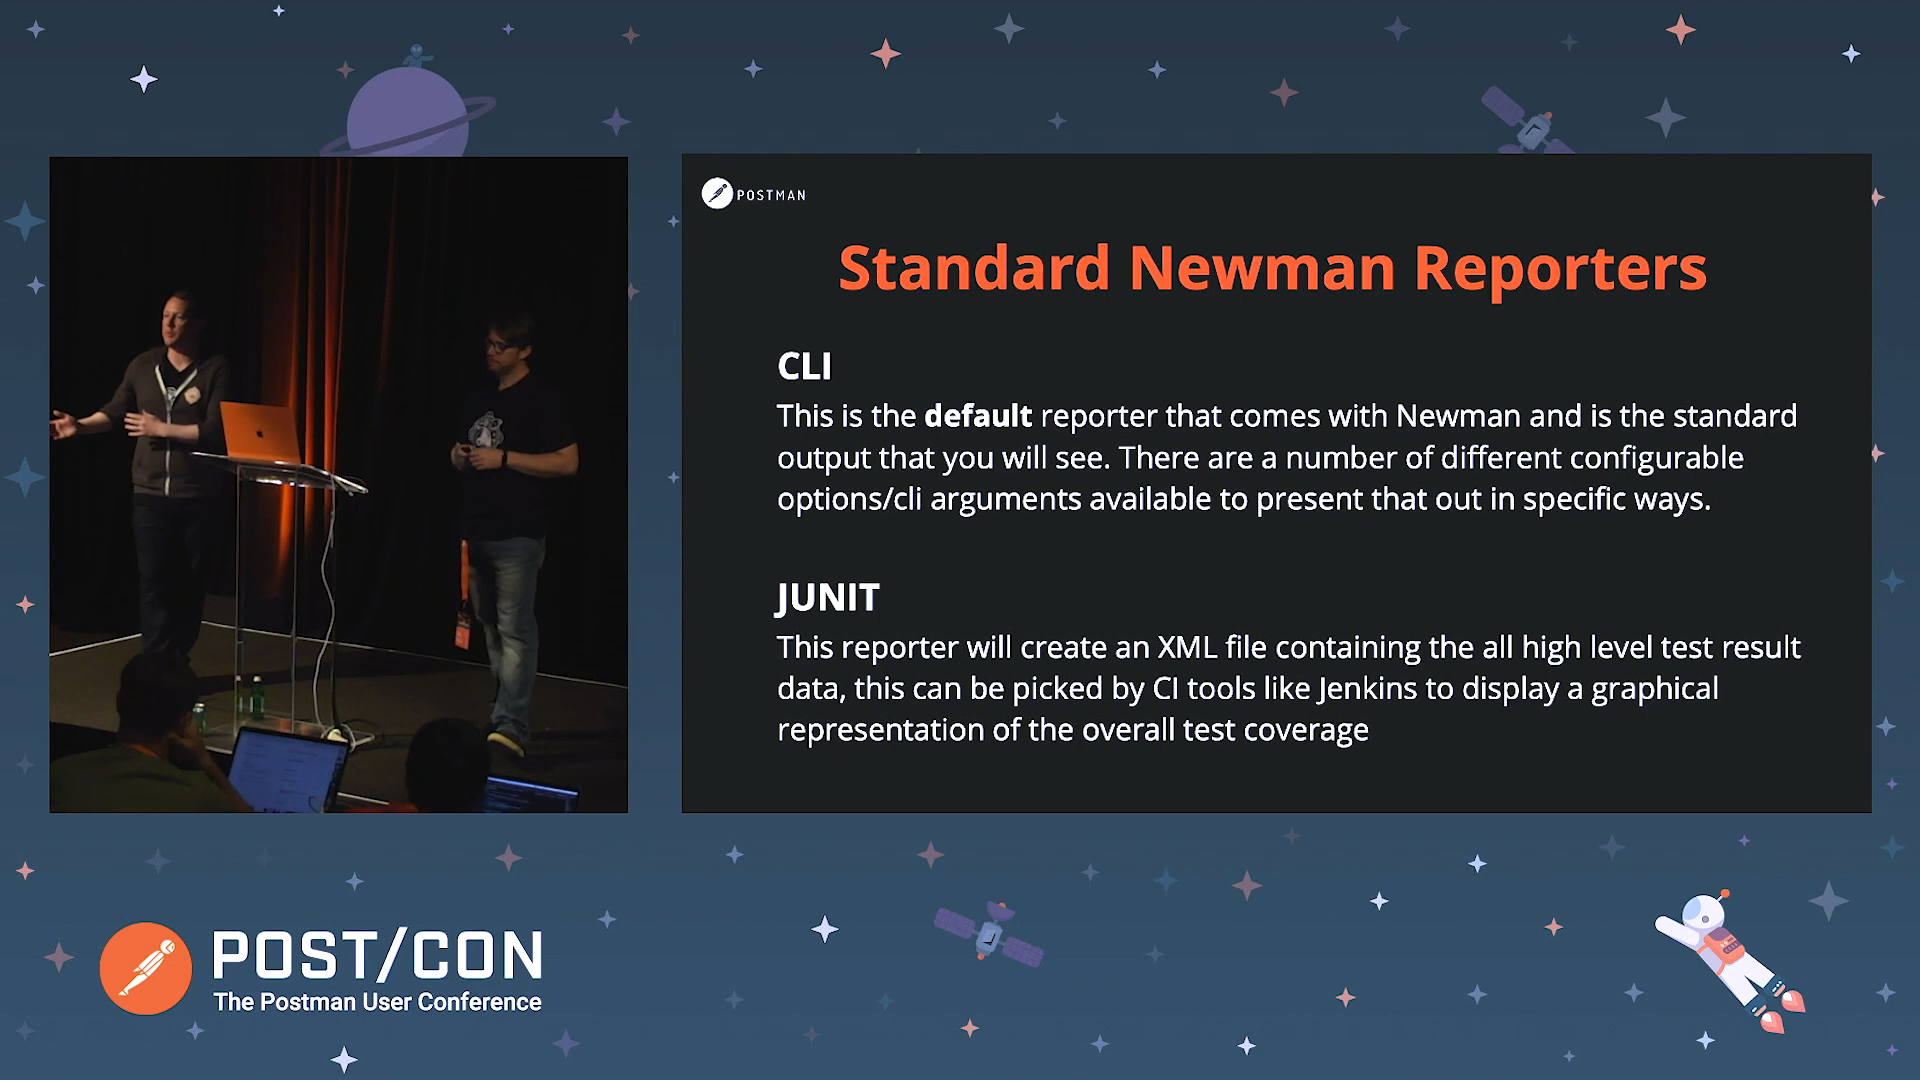 POSTMAN
Standard Newman Reporters
CLI
This is the default reporter that comes with Newman and is the standard
output that you will see. There are a number of different configurable
options/cli arguments available to present that out in specific ways.
JUNIT
This reporter will create an XML file containing the all high level test result
data, this can be picked by CI tools like Jenkins to display a graphical
representation of the overall test coverage
POST/CON
The Postman User Conference